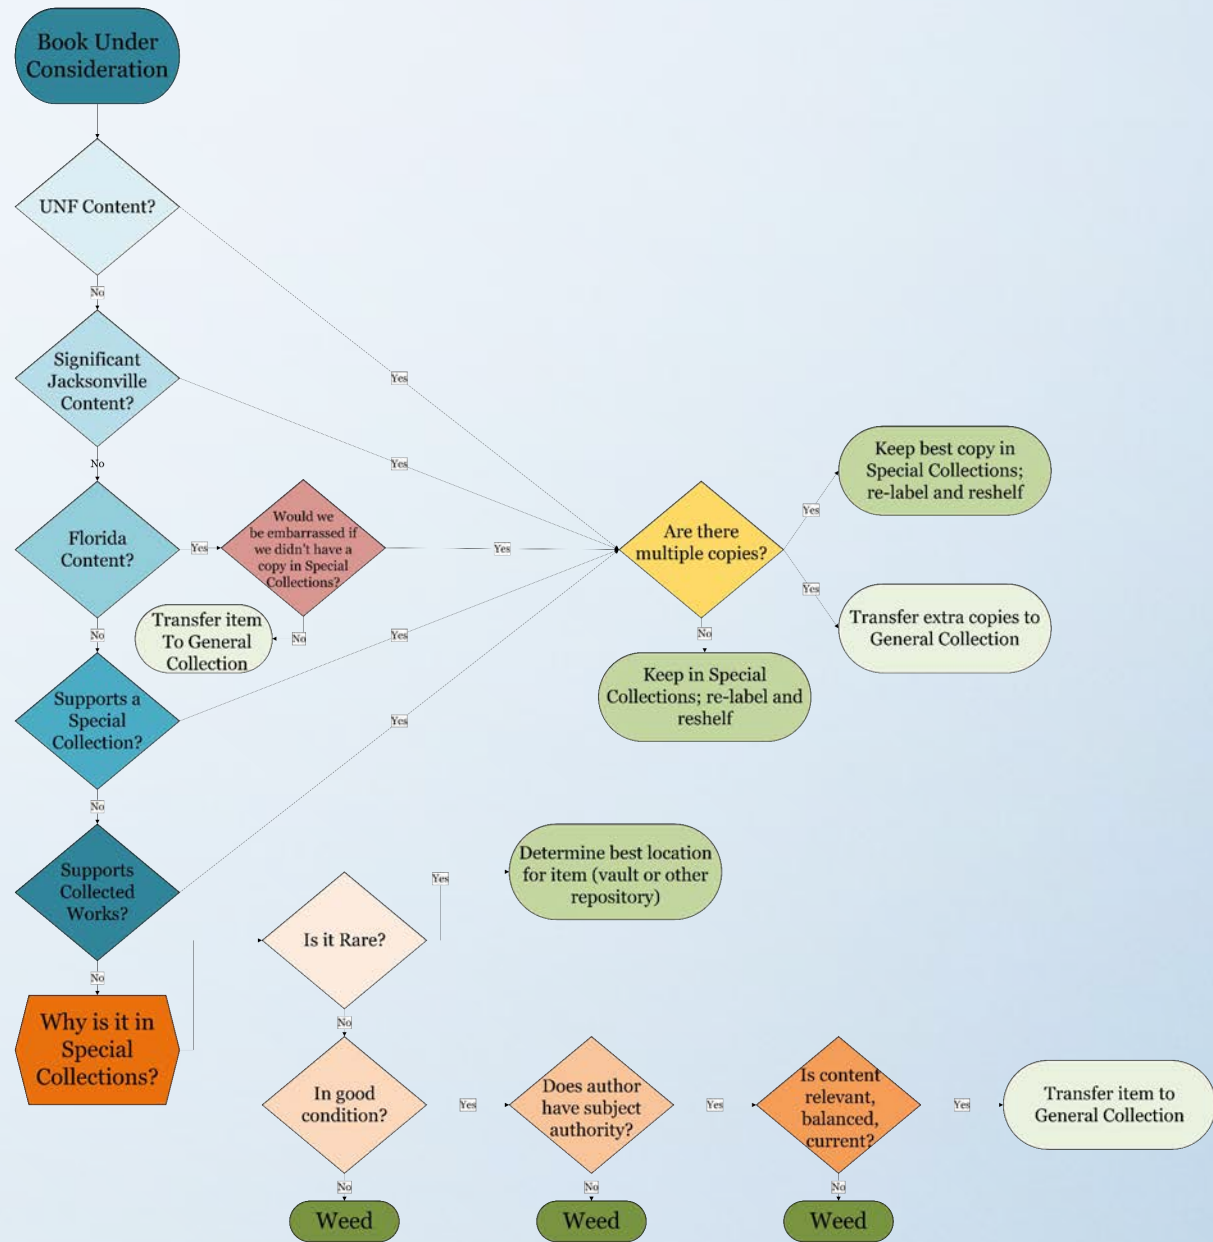 Book Under
Consideration
UNF Content?
Yes
No
Significant
Jacksonville
Content?
Yes
No
Florida
Content?
Yes
Would we
be embarrassed if
we didn't have a
copy in Special
Collections?
Yes
No
Transfer item
To General
Collection
No
Supports a
Special
Collection?
Yes
No
Supports
Collected
Works?
Yes
No
Why is it in
Special
Collections?
Are there
multiple copies?
Yes
Keep best copy in
Special Collections;
re-label and reshelf
Yes
Transfer extra copies to
General Collection
No
Keep in Special
Collections; re-label and
reshelf
Is it Rare?
Yes
Determine best location
for item (vault or other
repository)
No
In good
condition?
Yes
No
Weed
Does author
have subject
authority?
Yes
No
Weed
Is content
relevant,
balanced,
current?
Yes
No
Weed
Transfer item to
General Collection